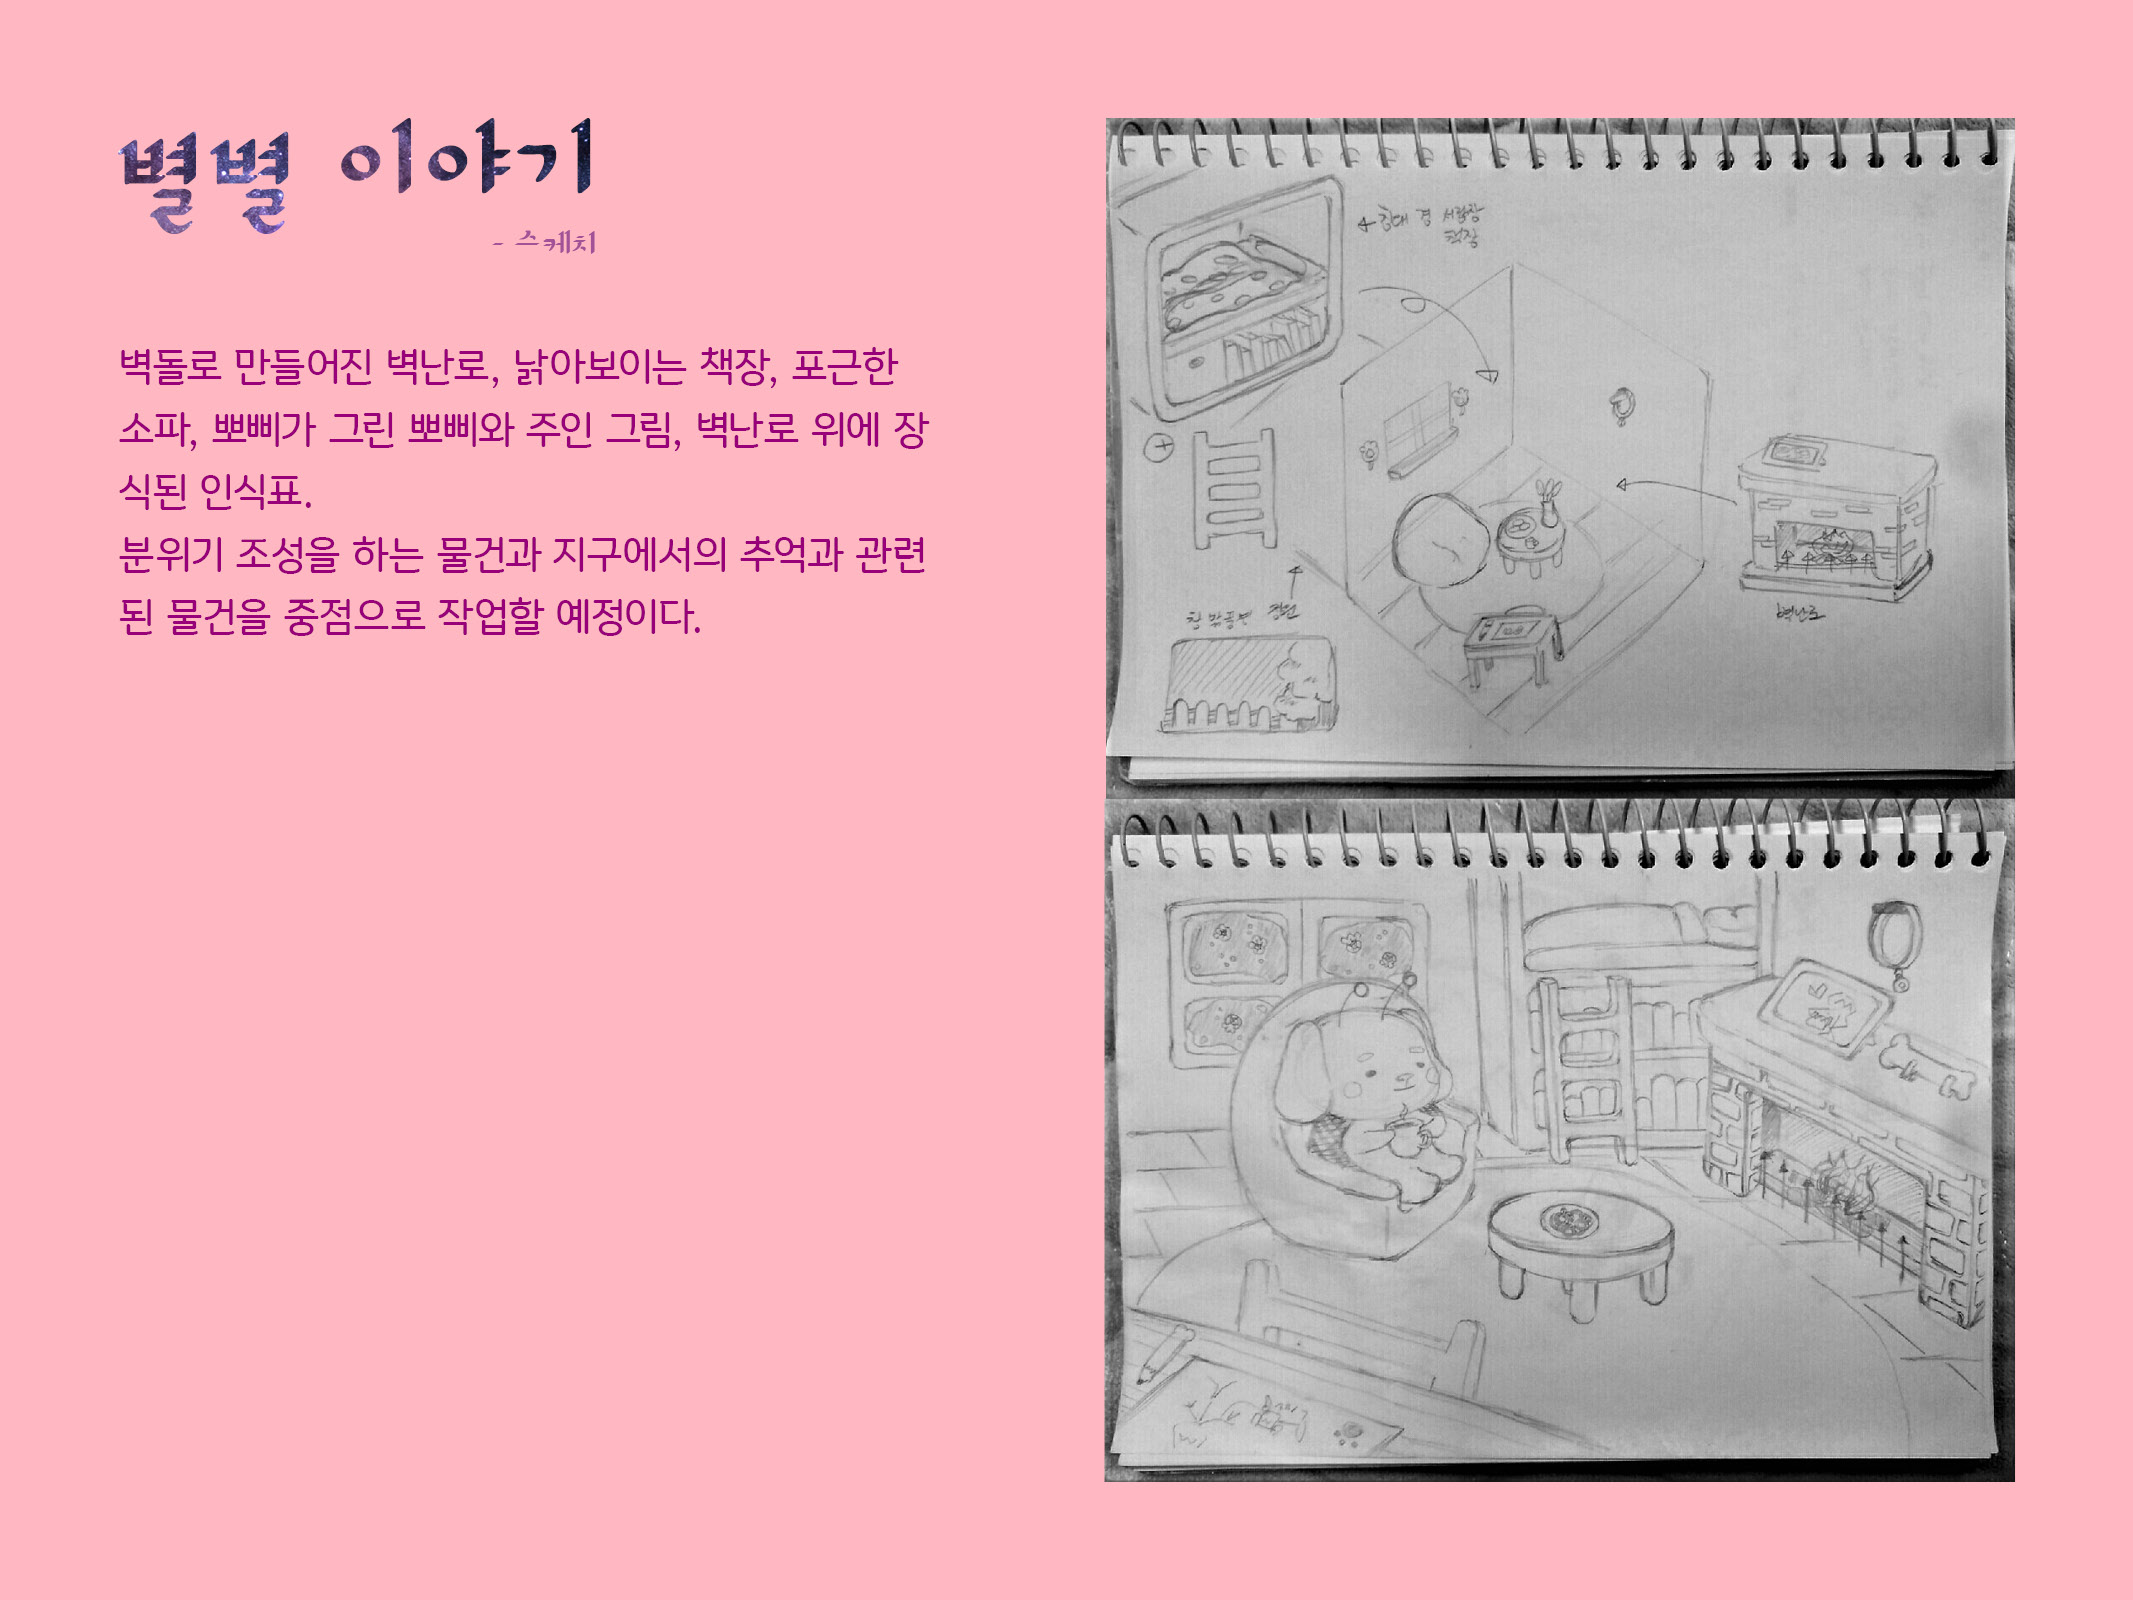 별별 이야기
- 스케치
벽돌로 만들어진 벽난로, 낡아보이는 책장, 포근한
소파, 뽀삐가 그린 뽀삐와 주인 그림, 벽난로 위에 장
식된 인식표.
분위기 조성을 하는 물건과 지구에서의 추억과 관련
된 물건을 중점으로 작업할 예정이다.
침대 겸 서랍장
책장
창 밖 풍경
벽난로